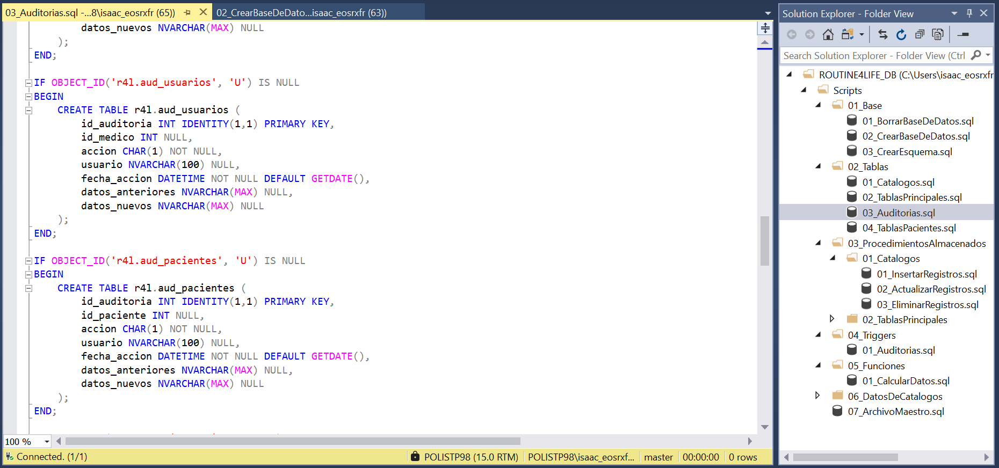 03_Auditorias.sql -...8\isaac_eosrxfr (65))
02_CrearBaseDeDato...isaac_eosrxfr (63))
datos_nuevos NVARCHAR(MAX) NULL
);
END;
IF OBJECT_ID('r4l.aud_usuarios', 'U') IS NULL
BEGIN
CREATE TABLE r4l.aud_usuarios (
id_auditoria INT IDENTITY(1,1) PRIMARY KEY,
id_medico INT NULL,
accion CHAR(1) NOT NULL,
usuario NVARCHAR(100) NULL,
fecha_accion DATETIME NOT NULL DEFAULT GETDATE(),
datos_anteriores NVARCHAR(MAX) NULL,
datos_nuevos NVARCHAR(MAX) NULL
);
END;
IF OBJECT_ID('r4l.aud_pacientes', 'U') IS NULL
BEGIN
CREATE TABLE r4l.aud_pacientes (
id_auditoria INT IDENTITY(1,1) PRIMARY KEY,
id_paciente INT NULL,
accion CHAR(1) NOT NULL,
usuario NVARCHAR(100) NULL,
fecha_accion DATETIME NOT NULL DEFAULT GETDATE(),
datos_anteriores NVARCHAR(MAX) NULL,
datos_nuevos NVARCHAR(MAX) NULL
);
END;
100 %
Connected. (1/1)
POLISTP98 (15.0 RTM)
POLISTP98\isaac_eosrxf...
master
00:00:00
0 rows
Solution Explorer - Folder View
Search Solution Explorer - Folder View (Ctrl
ROUTINE4LIFE_DB (C:\Users\isaac_eosrxfr
Scripts
01_Base
01_BorrarBaseDeDatos.sql
02_CrearBaseDeDatos.sql
03_CrearEsquema.sql
02_Tablas
01_Catalogos.sql
02_TablasPrincipales.sql
03_Auditorias.sql
04_TablasPacientes.sql
03_ProcedimientosAlmacenados
01_Catalogos
01_InsertarRegistros.sql
02_ActualizarRegistros.sql
03_EliminarRegistros.sql
02_TablasPrincipales
04_Triggers
01_Auditorias.sql
05_Funciones
01_CalcularDatos.sql
06_DatosDeCatalogos
07_ArchivoMaestro.sql